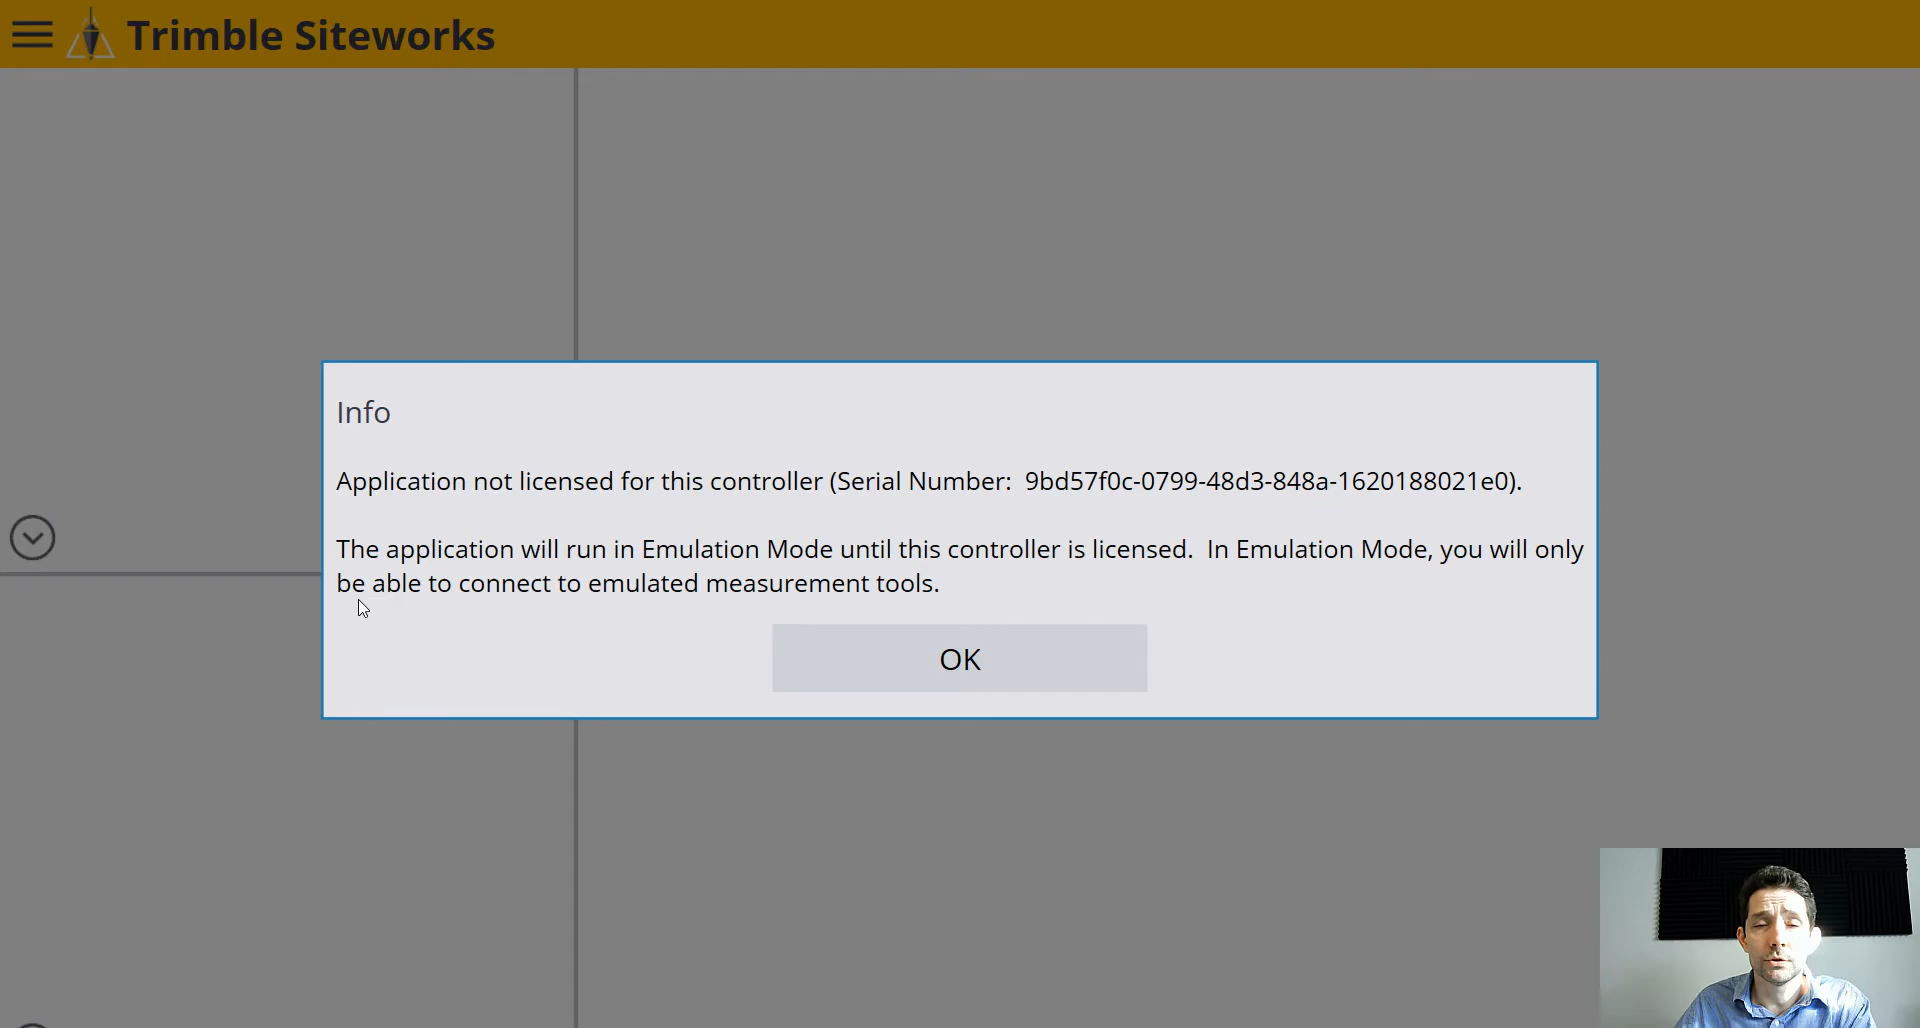 Trimble Siteworks
Info
Application not licensed for this controller (Serial Number:  9bd57f0c-0799-48d3-848a-1620188021e0).
The application will run in Emulation Mode until this controller is licensed.  In Emulation Mode, you will only
be able to connect to emulated measurement tools.
OK